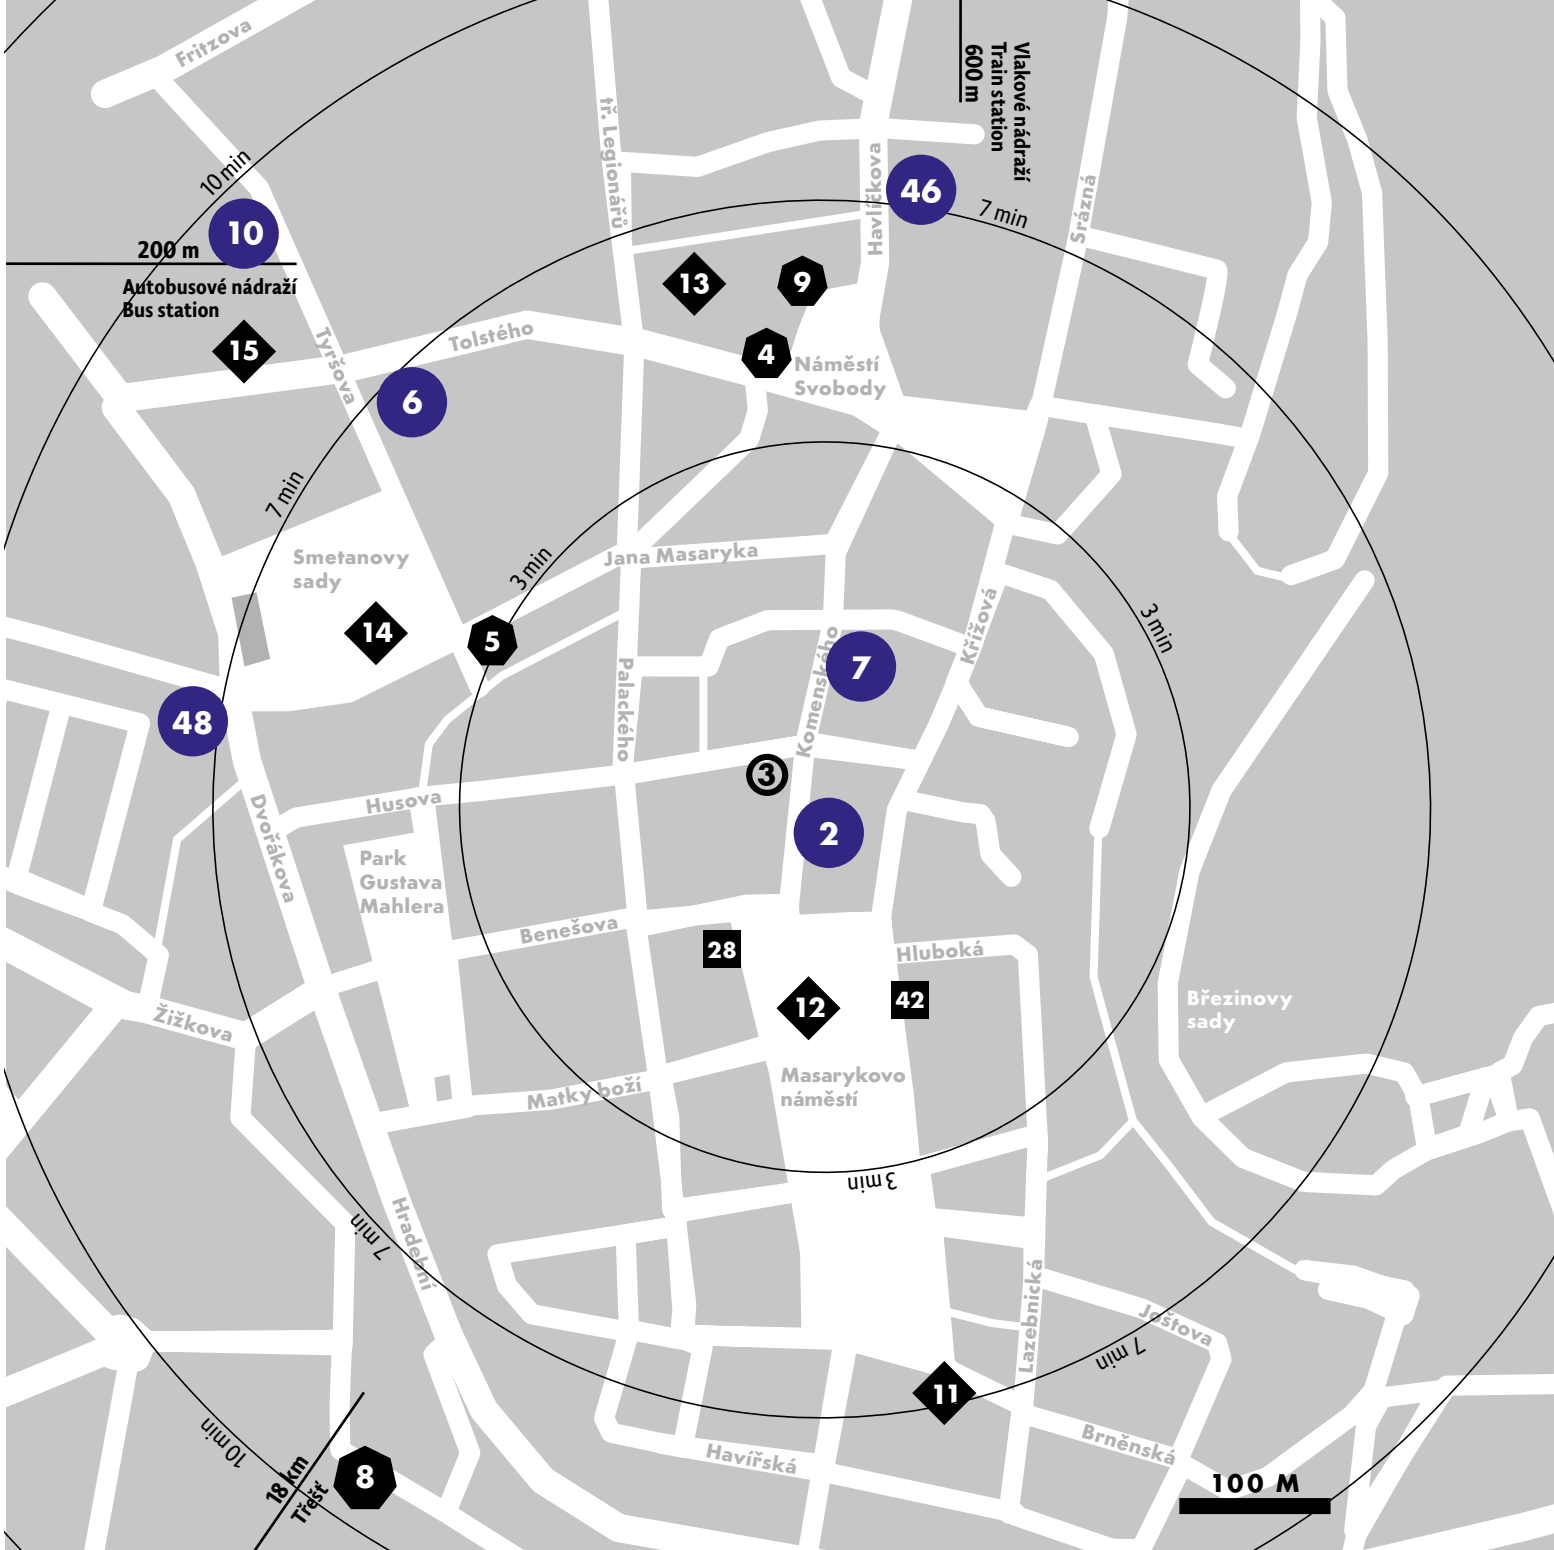 Fritzova
tř. Legionářů
Havlíčkova
Vlakové nádraží
Train station
600 m
Srázná
10 min
46
7 min
10
200 m
Autobusové nádraží
Bus station
13
9
15
Tyršova
Tolstého
4
Náměstí
Svobody
6
7 min
Smetanovy
sady
3 min
Jana Masaryka
14
5
Křížová
3 min
Palackého
Komenského
7
48
3
Husova
Dvořákova
2
Park
Gustava
Mahlera
Benešova
28
Hluboká
12
42
Březinovy
sady
Žižkova
Matky boží
Masarykovo
náměstí
3 min
7 min
Hradební
Lazebnická
Joštova
7 min
11
10 min
Havířská
Brněnská
8
18 km
Třešť
100 M